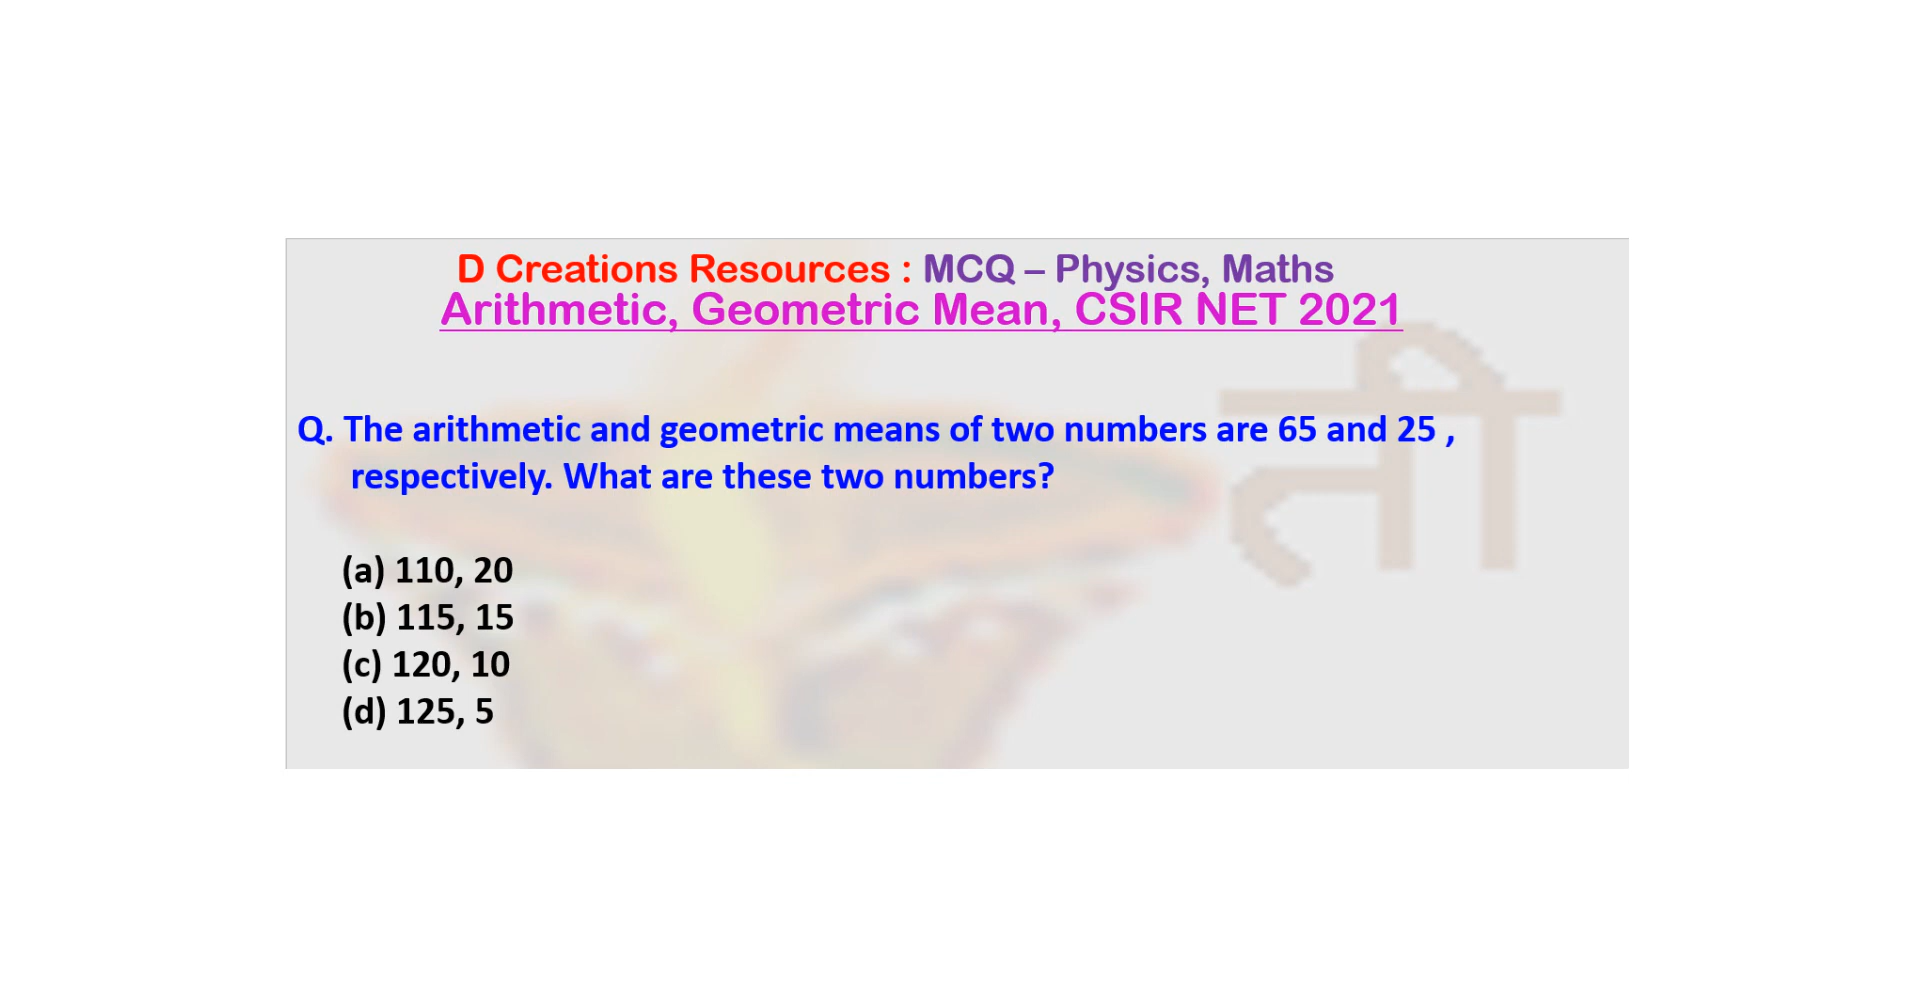 D Creations Resources : MCQ – Physics, Maths
Arithmetic, Geometric Mean, CSIR NET 2021
Q. The arithmetic and geometric means of two numbers are 65 and 25 ,
respectively. What are these two numbers?
(a) 110, 20
(b) 115, 15
(c) 120, 10
(d) 125, 5
ती